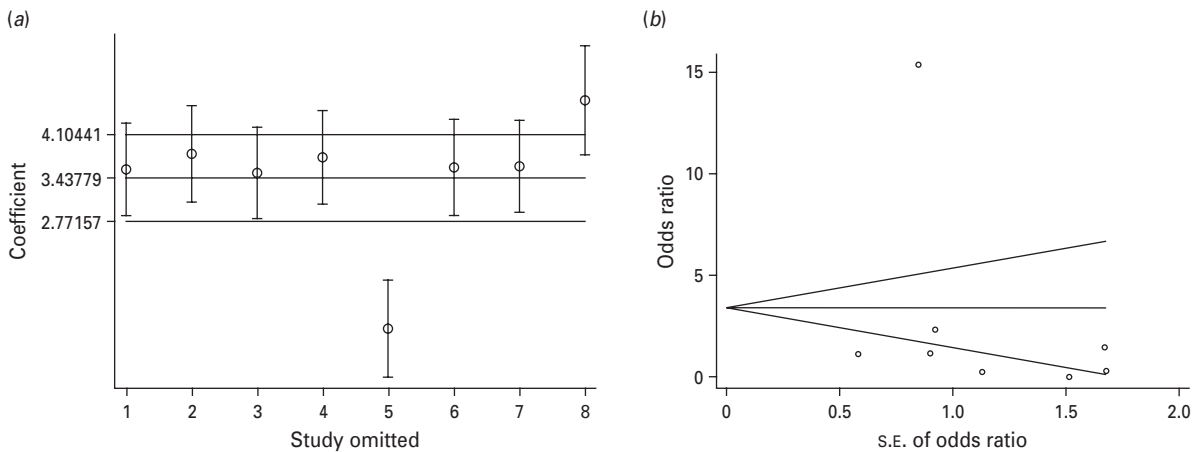 (a)
Coefficient
4.10441
3.43779
2.77157
1 2 3 4 5 6 7 8
Study omitted
(b)
Odds ratio
15
10
5
0
0 0.5 1.0 1.5 2.0
S.E. of odds ratio